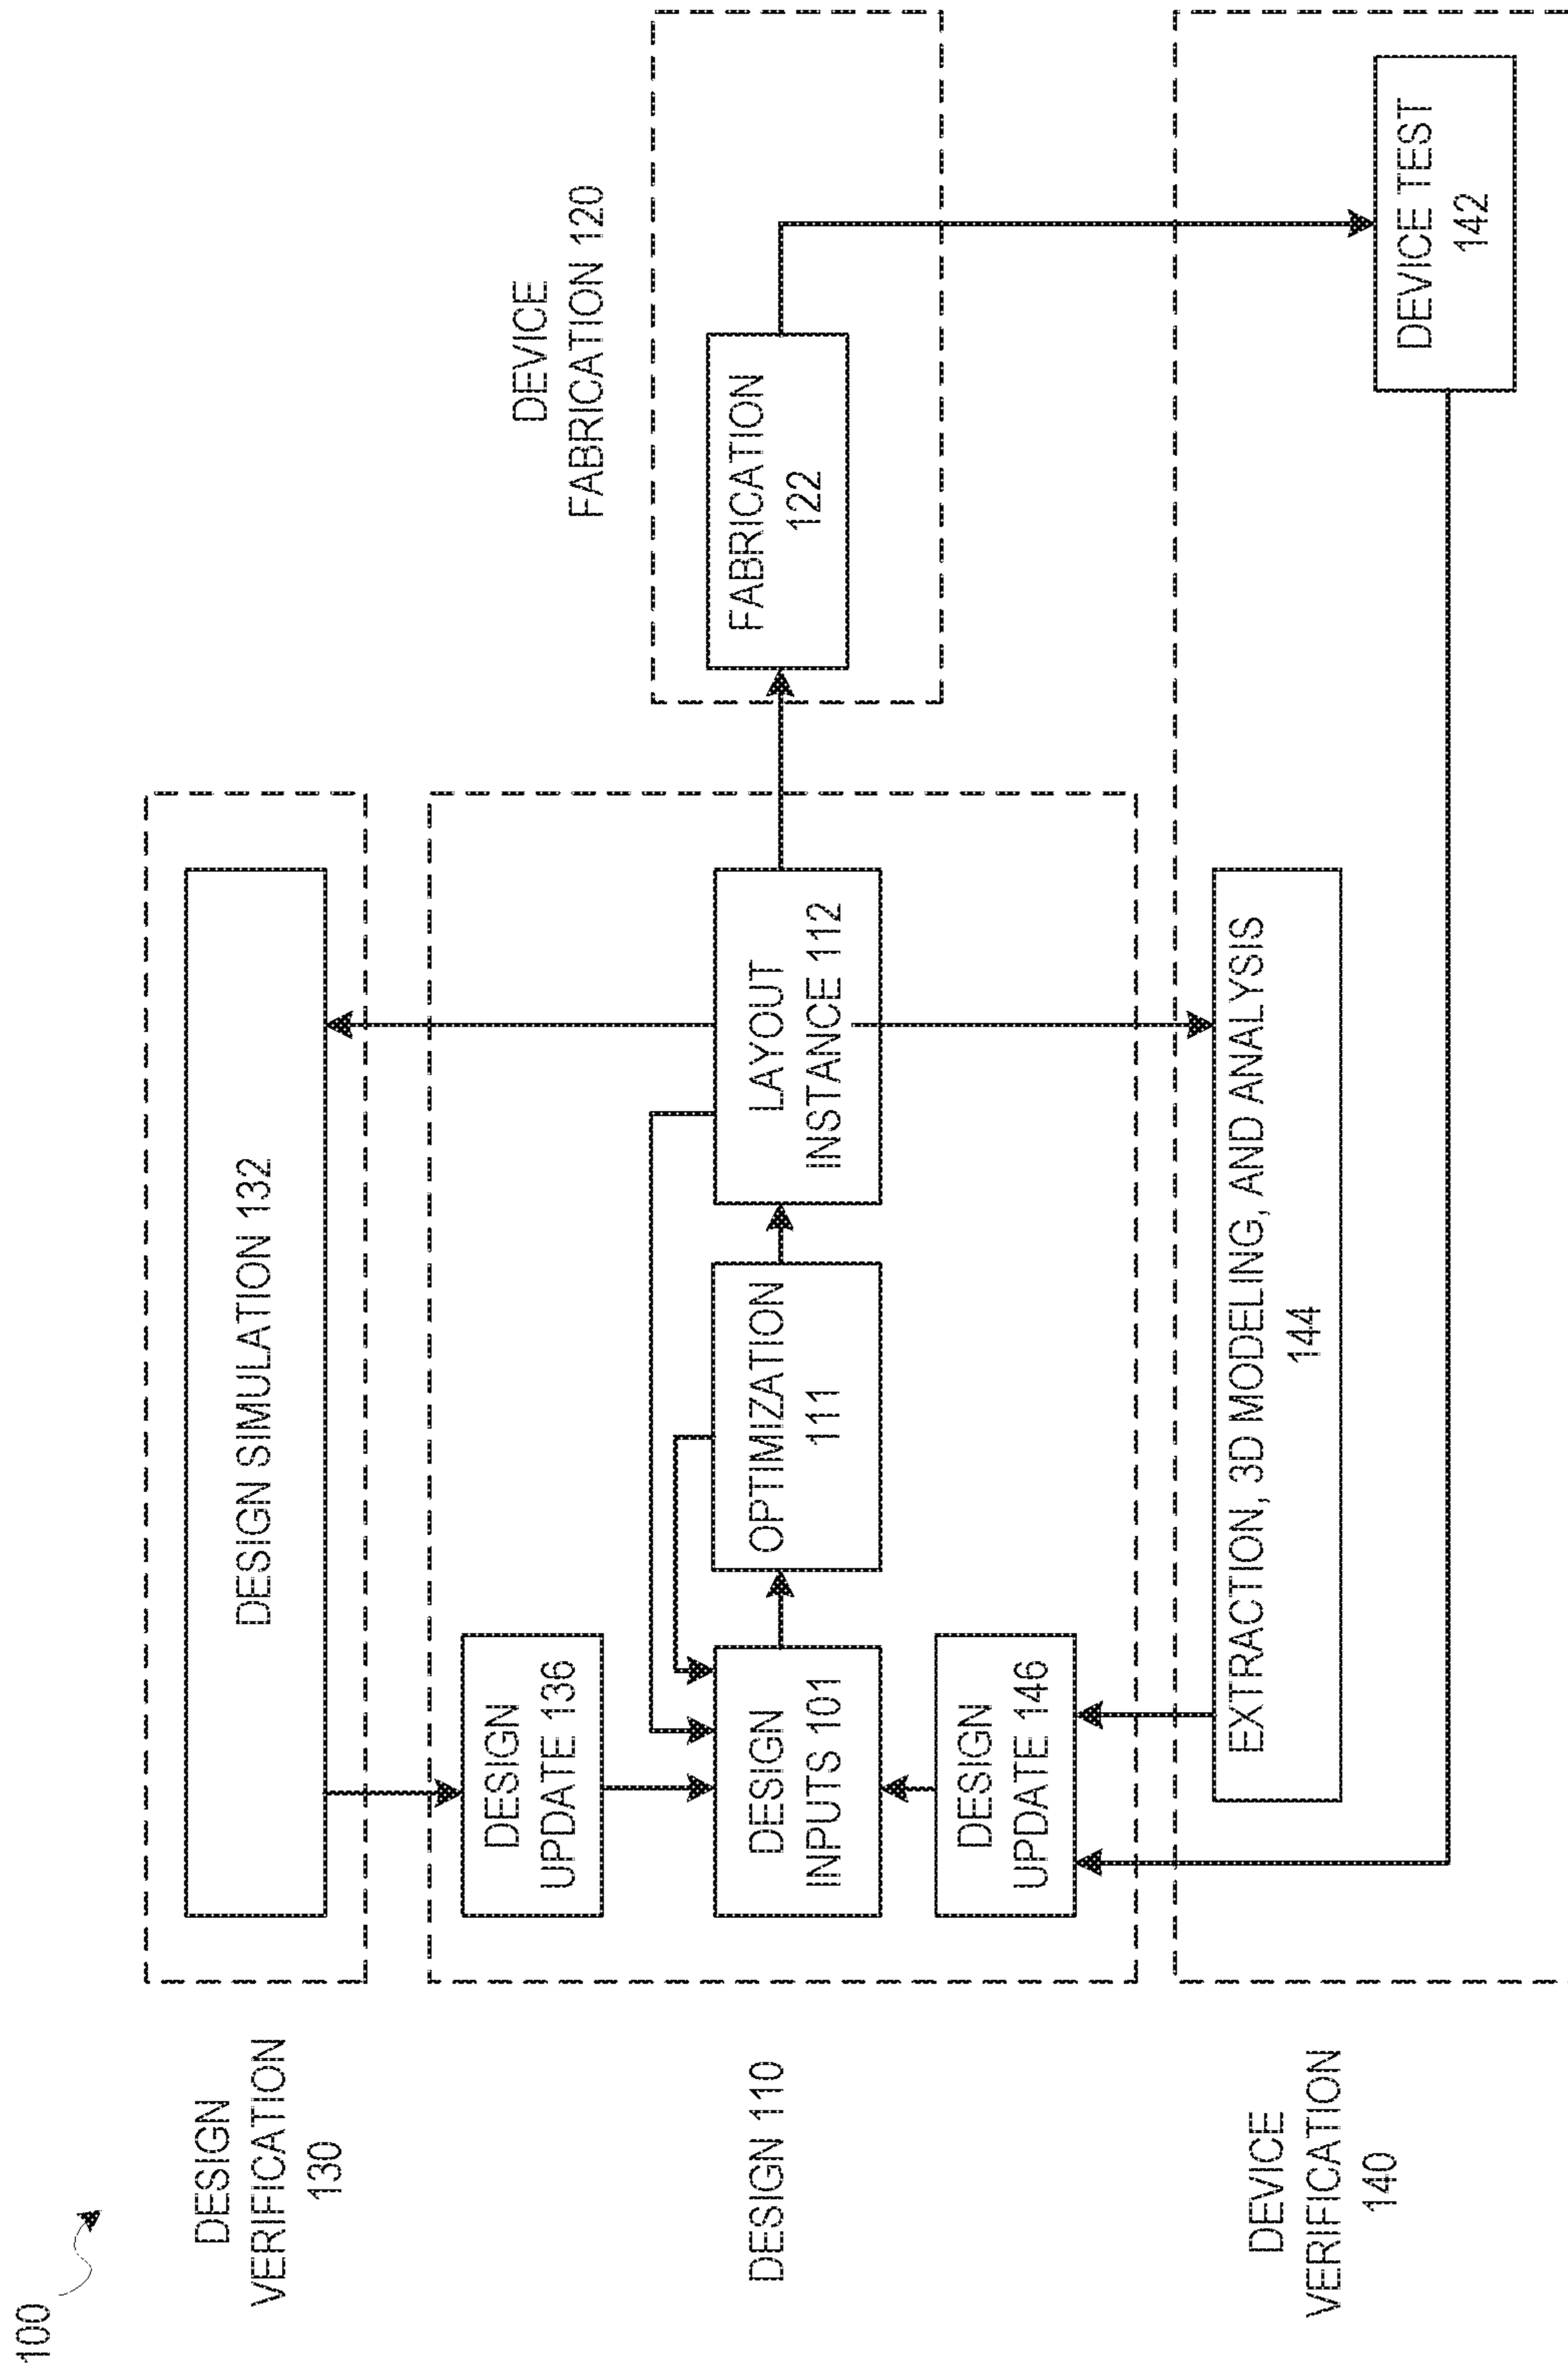 100
DESIGN
VERIFICATION
130
DESIGN SIMULATION 132
DESIGN 110
DESIGN
UPDATE 136
DESIGN
INPUTS 101
DESIGN
UPDATE 146
OPTIMIZATION
111
LAYOUT
INSTANCE 112
DEVICE
FABRICATION 120
FABRICATION
122
DEVICE
VERIFICATION
140
EXTRACTION, 3D MODELING, AND ANALYSIS
144
DEVICE TEST
142